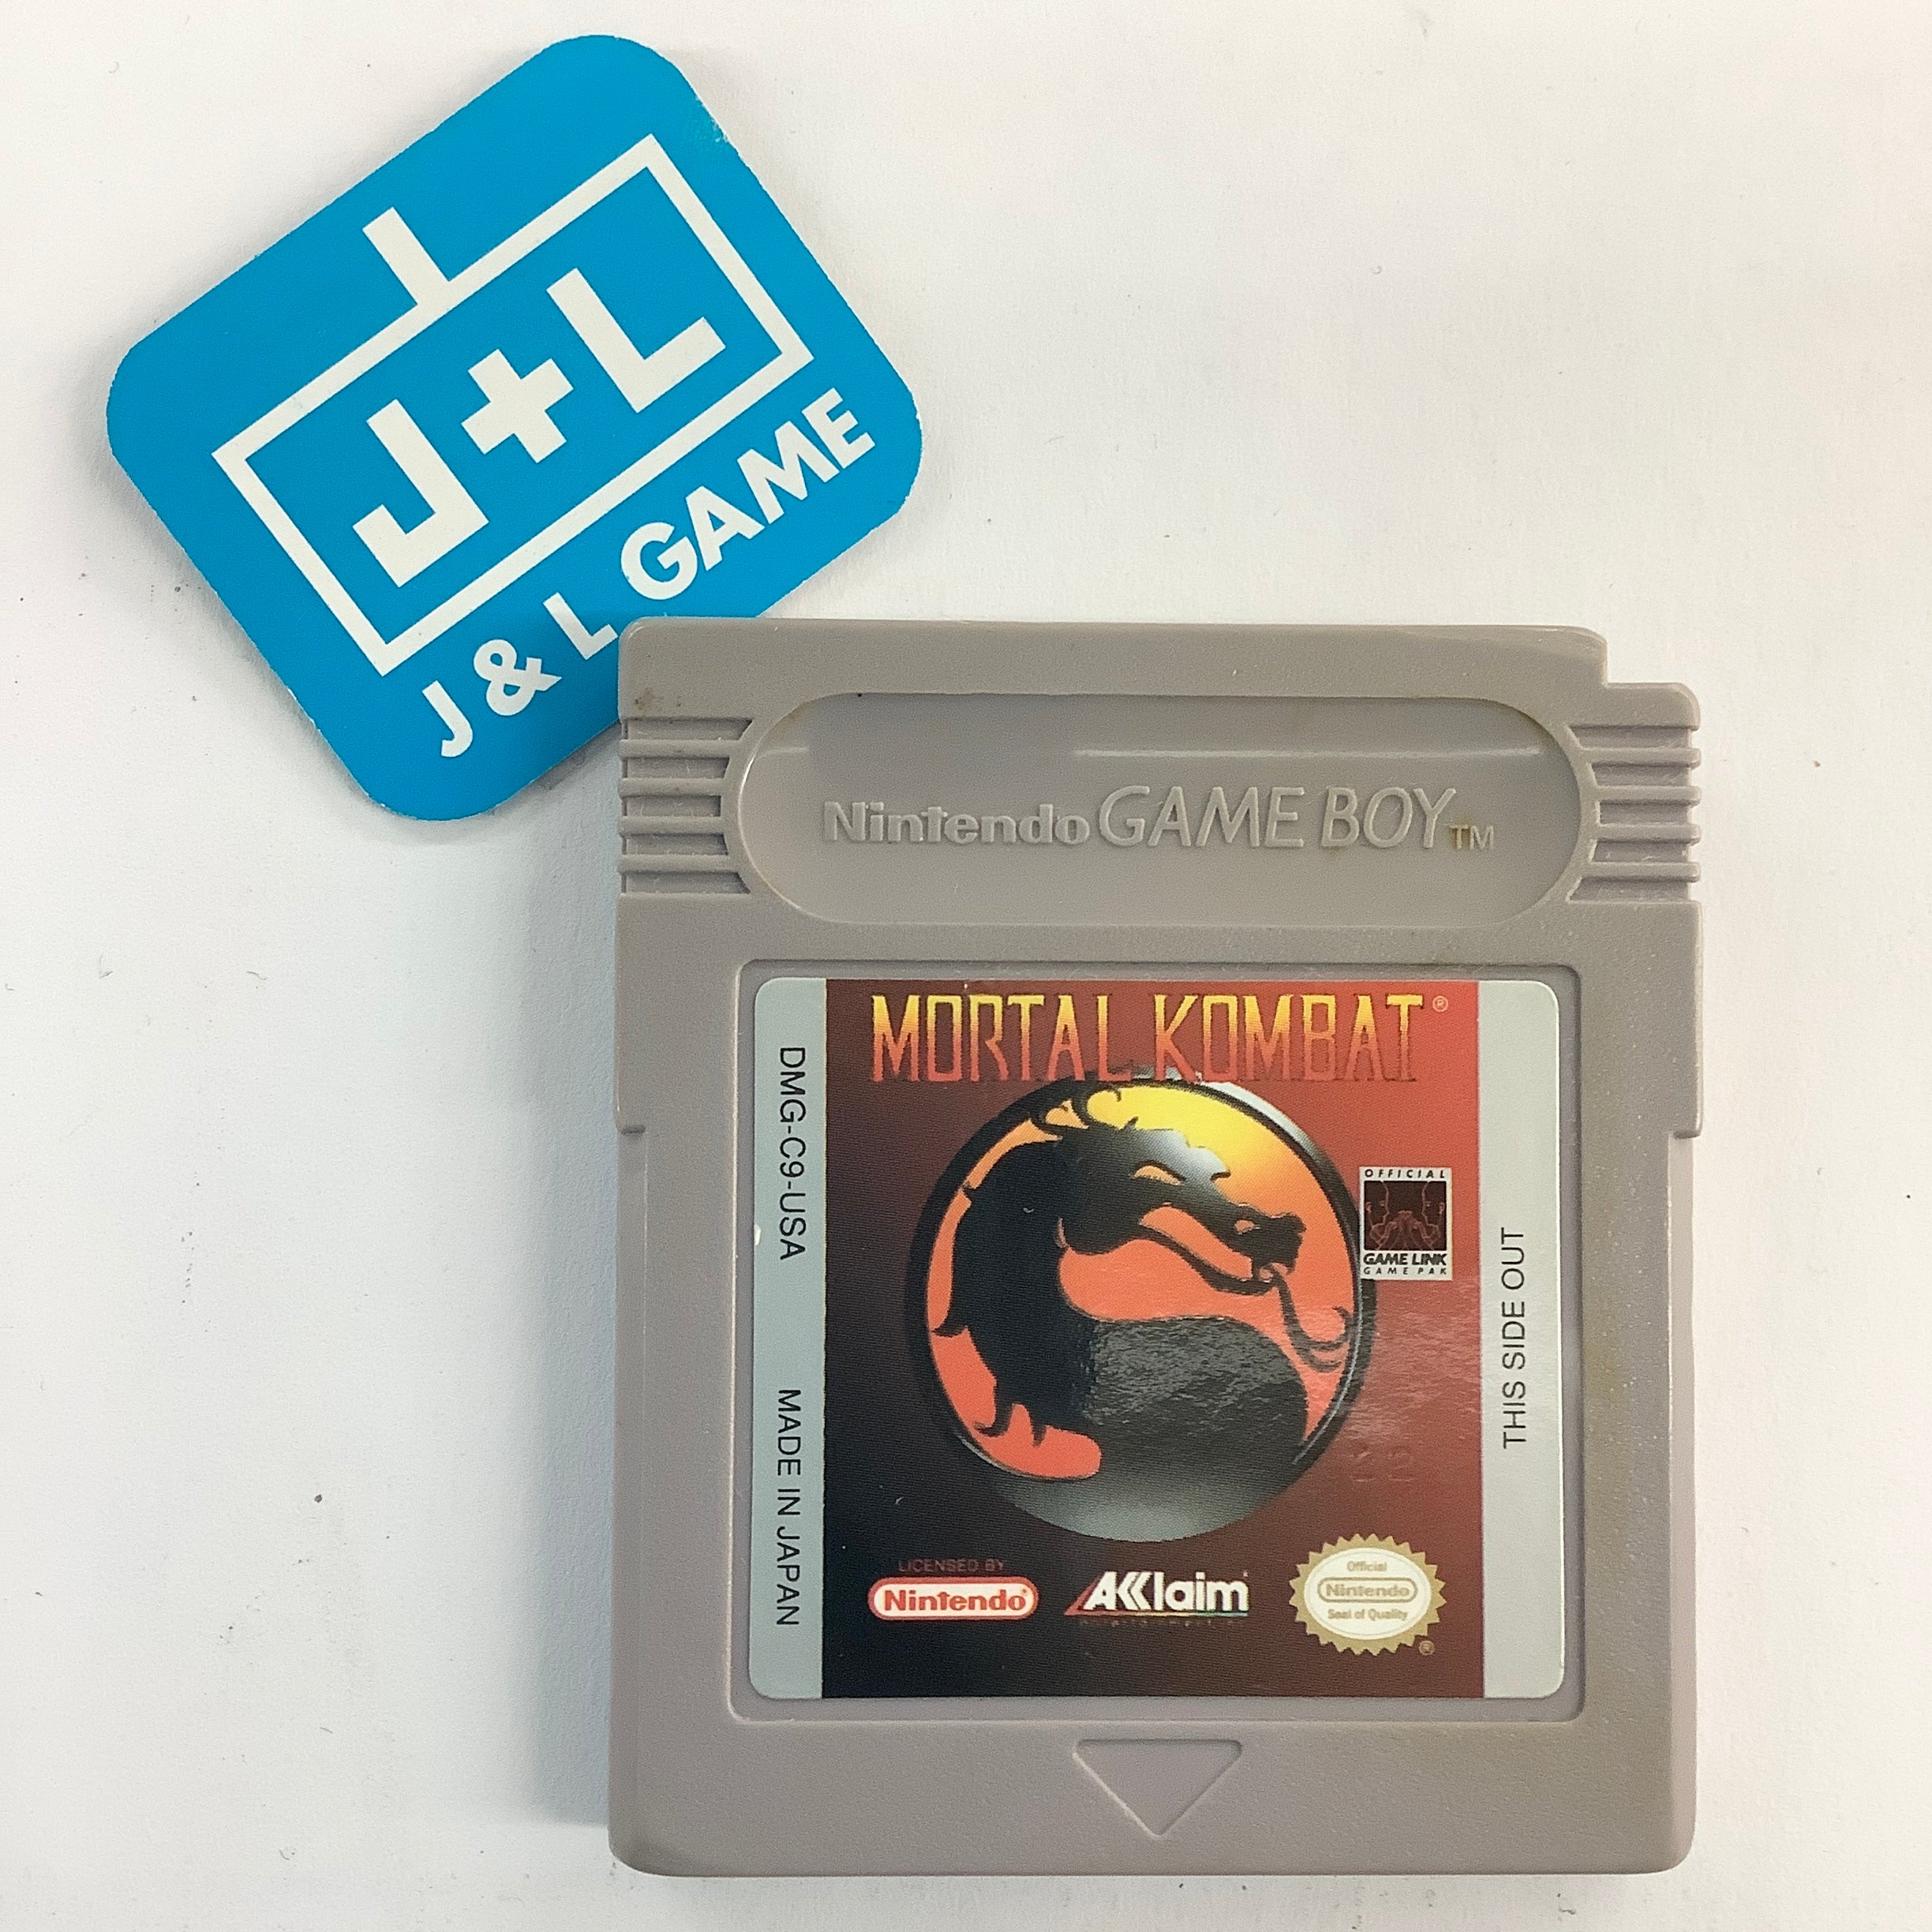 J+L
J & L GAME
Nintendo GAME BOY TM
MORTAL KOMBAT ®
DMG-C9-USA
MADE IN JAPAN
OFFICIAL
GAME LINK
GAME PAK
THIS SIDE OUT
LICENSED BY
Nintendo®
AKKlaim
Official
Nintendo
Seal of Quality
®